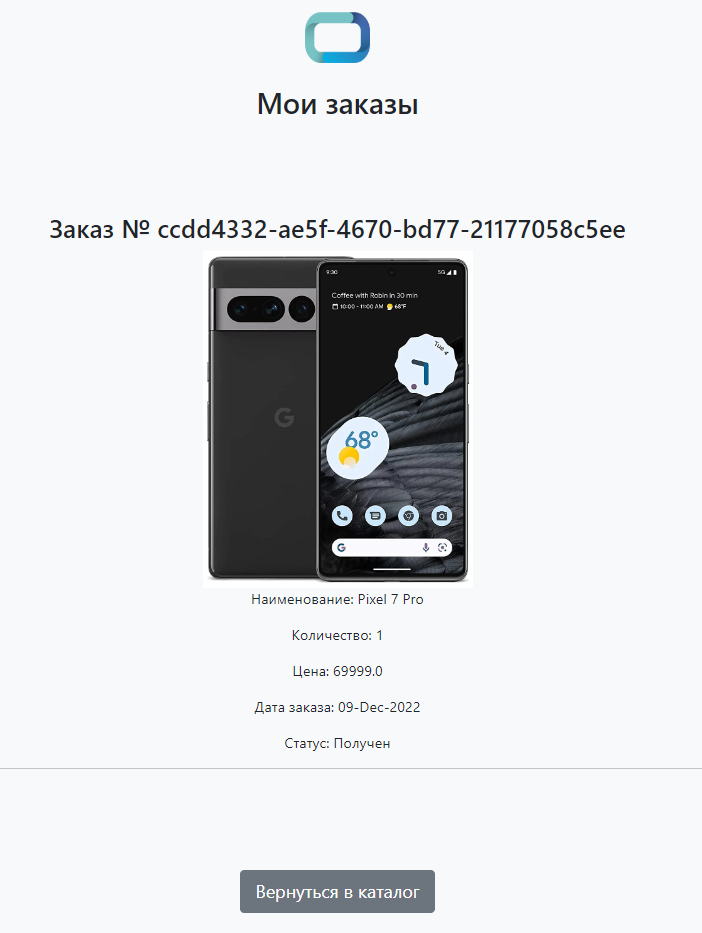 Мои заказы
Заказ № ccdd4332-ae5f-4670-bd77-21177058c5ee
9:30
5G
Coffee with Robin in 30 min
10:00 - 11:00 AM 68°F
Tue 4
68°
Наименование: Pixel 7 Pro
Количество: 1
Цена: 69999.0
Дата заказа: 09-Dec-2022
Статус: Получен
Вернуться в каталог